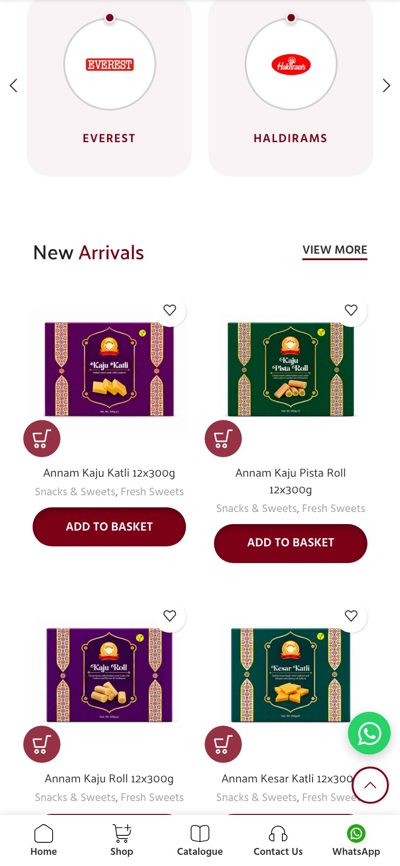 EVEREST
Haldiram's
EVEREST
HALDIRAMS
New Arrivals
VIEW MORE
Kaju Katli
Kaju
Pista Roll
Annam Kaju Katli 12x300g
Snacks & Sweets, Fresh Sweets
ADD TO BASKET
Annam Kaju Pista Roll
12x300g
Snacks & Sweets, Fresh Sweets
ADD TO BASKET
Kaju Roll
Kesar Katli
Annam Kaju Roll 12x300g
Snacks & Sweets, Fresh Sweets
Annam Kesar Katli 12x300
Snacks & Sweets, Fresh Sweets
Home
Shop
Catalogue
Contact Us
WhatsApp